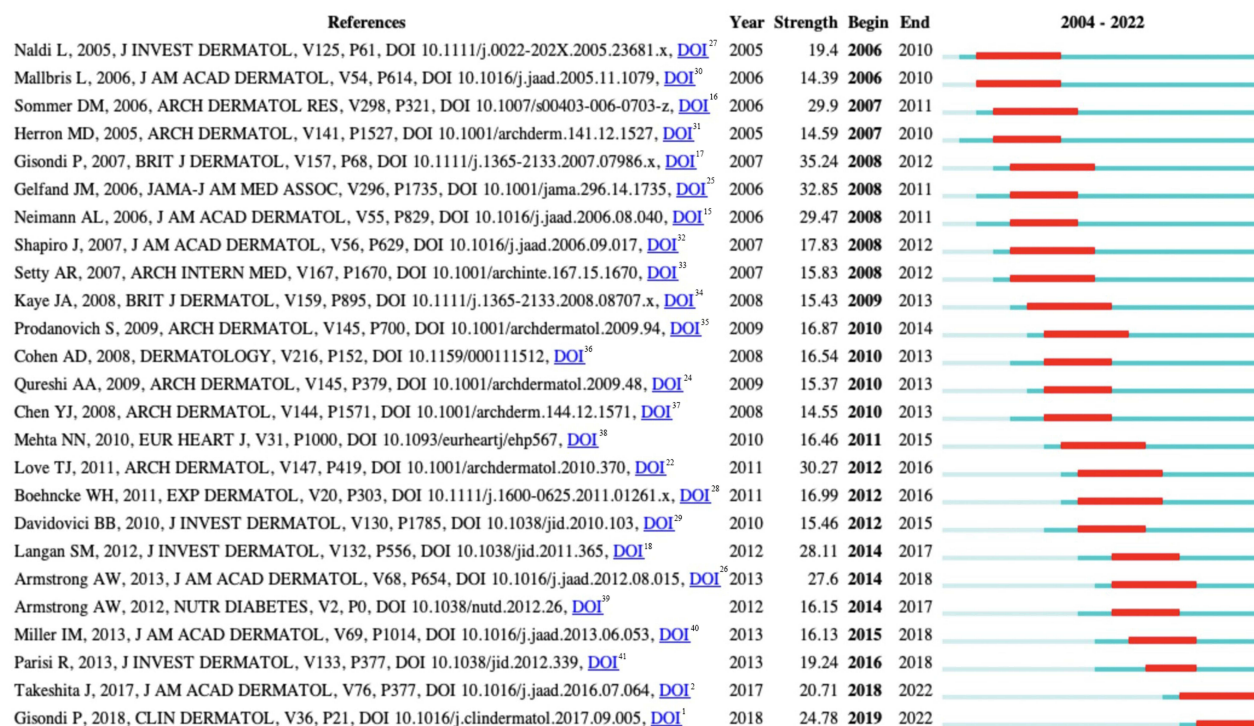 References Year Strength Begin End 2004 - 2022
Naldi L, 2005, J INVEST DERMATOL, V125, P61, DOI 10.1111/j.0022-202X.2005.23681.x, DOI27 2005 19.4 2006 2010
Mallbris L, 2006, J AM ACAD DERMATOL, V54, P614, DOI 10.1016/j.jaad.2005.11.1079, DOI30 2006 14.39 2006 2010
Sommer DM, 2006, ARCH DERMATOL RES, V298, P321, DOI 10.1007/s00403-006-0703-z, DOI16 2006 29.9 2007 2011
Herron MD, 2005, ARCH DERMATOL, V141, P1527, DOI 10.1001/archderm.141.12.1527, DOI31 2005 14.59 2007 2010
Gisondi P, 2007, BRIT J DERMATOL, V157, P68, DOI 10.1111/j.1365-2133.2007.07986.x, DOI17 2007 35.24 2008 2012
Gelfand JM, 2006, JAMA-J AM MED ASSOC, V296, P1735, DOI 10.1001/jama.296.14.1735, DOI25 2006 32.85 2008 2011
Neimann AL, 2006, J AM ACAD DERMATOL, V55, P829, DOI 10.1016/j.jaad.2006.08.040, DOI15 2006 29.47 2008 2011
Shapiro J, 2007, J AM ACAD DERMATOL, V56, P629, DOI 10.1016/j.jaad.2006.09.017, DOI32 2007 17.83 2008 2012
Setty AR, 2007, ARCH INTERN MED, V167, P1670, DOI 10.1001/archinte.167.15.1670, DOI33 2007 15.83 2008 2012
Kaye JA, 2008, BRIT J DERMATOL, V159, P895, DOI 10.1111/j.1365-2133.2008.08707.x, DOI34 2008 15.43 2009 2013
Prodanovich S, 2009, ARCH DERMATOL, V145, P700, DOI 10.1001/archdermatol.2009.94, DOI35 2009 16.87 2010 2014
Cohen AD, 2008, DERMATOLOGY, V216, P152, DOI 10.1159/000111512, DOI36 2008 16.54 2010 2013
Qureshi AA, 2009, ARCH DERMATOL, V145, P379, DOI 10.1001/archdermatol.2009.48, DOI24 2009 15.37 2010 2013
Chen YJ, 2008, ARCH DERMATOL, V144, P1571, DOI 10.1001/archderm.144.12.1571, DOI37 2008 14.55 2010 2013
Mehta NN, 2010, EUR HEART J, V31, P1000, DOI 10.1093/eurheartj/ehp567, DOI38 2010 16.46 2011 2015
Love TJ, 2011, ARCH DERMATOL, V147, P419, DOI 10.1001/archdermatol.2010.370, DOI22 2011 30.27 2012 2016
Boehncke WH, 2011, EXP DERMATOL, V20, P303, DOI 10.1111/j.1600-0625.2011.01261.x, DOI28 2011 16.99 2012 2016
Davidovici BB, 2010, J INVEST DERMATOL, V130, P1785, DOI 10.1038/jid.2010.103, DOI29 2010 15.46 2012 2015
Langan SM, 2012, J INVEST DERMATOL, V132, P556, DOI 10.1038/jid.2011.365, DOI18 2012 28.11 2014 2017
Armstrong AW, 2013, J AM ACAD DERMATOL, V68, P654, DOI 10.1016/j.jaad.2012.08.015, DOI26 2013 27.6 2014 2018
Armstrong AW, 2012, NUTR DIABETES, V2, P0, DOI 10.1038/nutd.2012.26, DOI39 2012 16.15 2014 2017
Miller IM, 2013, J AM ACAD DERMATOL, V69, P1014, DOI 10.1016/j.jaad.2013.06.053, DOI40 2013 16.13 2015 2018
Parisi R, 2013, J INVEST DERMATOL, V133, P377, DOI 10.1038/jid.2012.339, DOI41 2013 19.24 2016 2018
Takeshita J, 2017, J AM ACAD DERMATOL, V76, P377, DOI 10.1016/j.jaad.2016.07.064, DOI2 2017 20.71 2018 2022
Gisondi P, 2018, CLIN DERMATOL, V36, P21, DOI 10.1016/j.clindermatol.2017.09.005, DOI1 2018 24.78 2019 2022